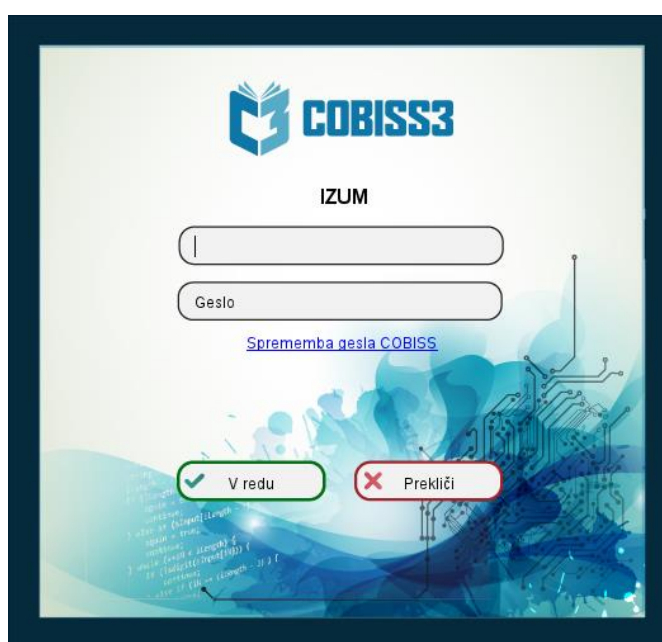 COBISS3
IZUM
Geslo
Sprememba gesla COBISS
V redu
Prekliči